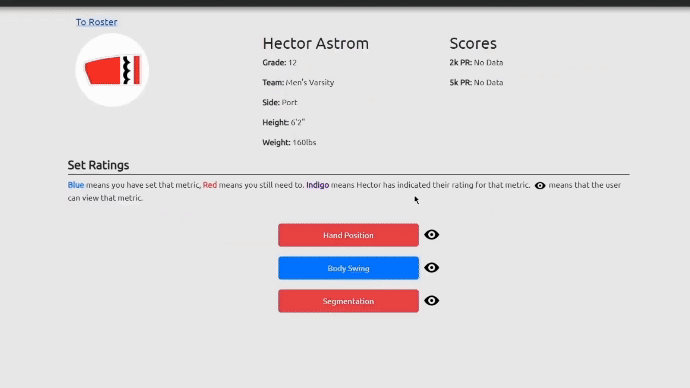 To Roster
Hector Astrom
Grade: 12
Team: Men's Varsity
Side: Port
Height: 6'2"
Weight: 160lbs
Scores
2k PR: No Data
5k PR: No Data
Set Ratings
Blue means you have set that metric, Red means you still need to. Indigo means Hector has indicated their rating for that metric. means that the user
can view that metric.
Hand Position
Body Swing
Segmentation